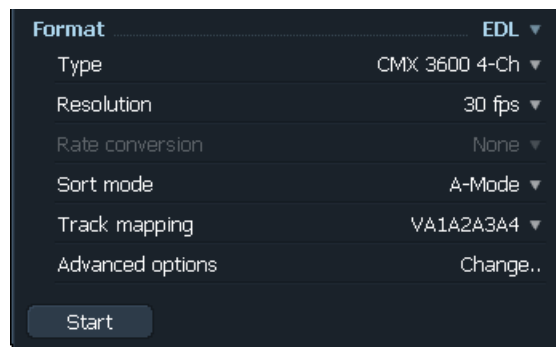 Format EDL
Type CMX 3600 4-Ch
Resolution 30 fps
Rate conversion None
Sort mode A-Mode
Track mapping VA1A2A3A4
Advanced options Change..
Start